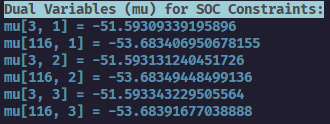 Dual Variables (mu) for SOC Constraints:
mu[3, 1] = -51.59309339195896
mu[116, 1] = -53.683406950678155
mu[3, 2] = -51.593131240451726
mu[116, 2] = -53.68349448499136
mu[3, 3] = -51.593343229505564
mu[116, 3] = -53.68391677038888